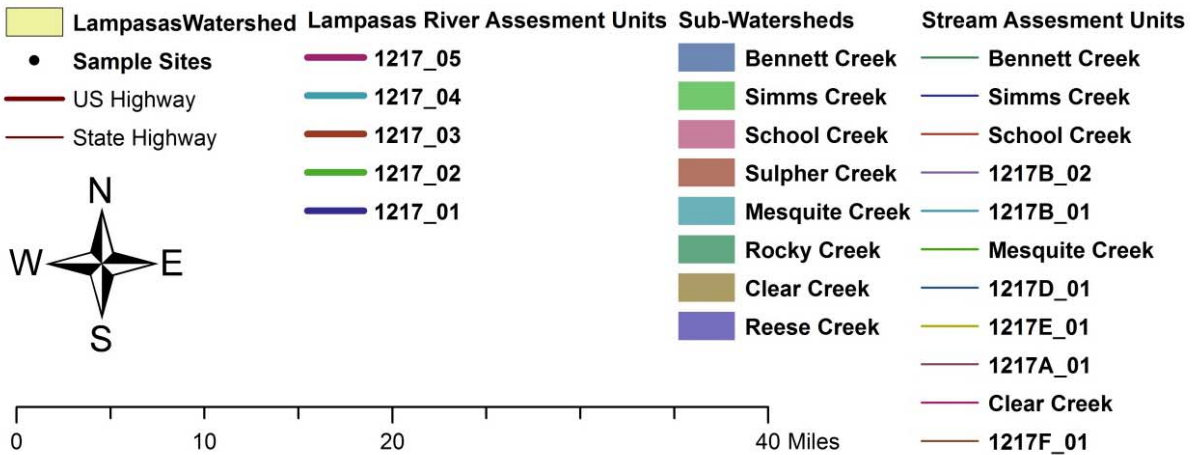 LampasasWatershed
Sample Sites
US Highway
State Highway
N
W E
S
Lampasas River Assesment Units
1217_05
1217_04
1217_03
1217_02
1217_01
Sub-Watersheds
Bennett Creek
Simms Creek
School Creek
Sulpher Creek
Mesquite Creek
Rocky Creek
Clear Creek
Reese Creek
Stream Assesment Units
Bennett Creek
Simms Creek
School Creek
1217B_02
1217B_01
Mesquite Creek
1217D_01
1217E_01
1217A_01
Clear Creek
1217F_01
0 10 20 40 Miles